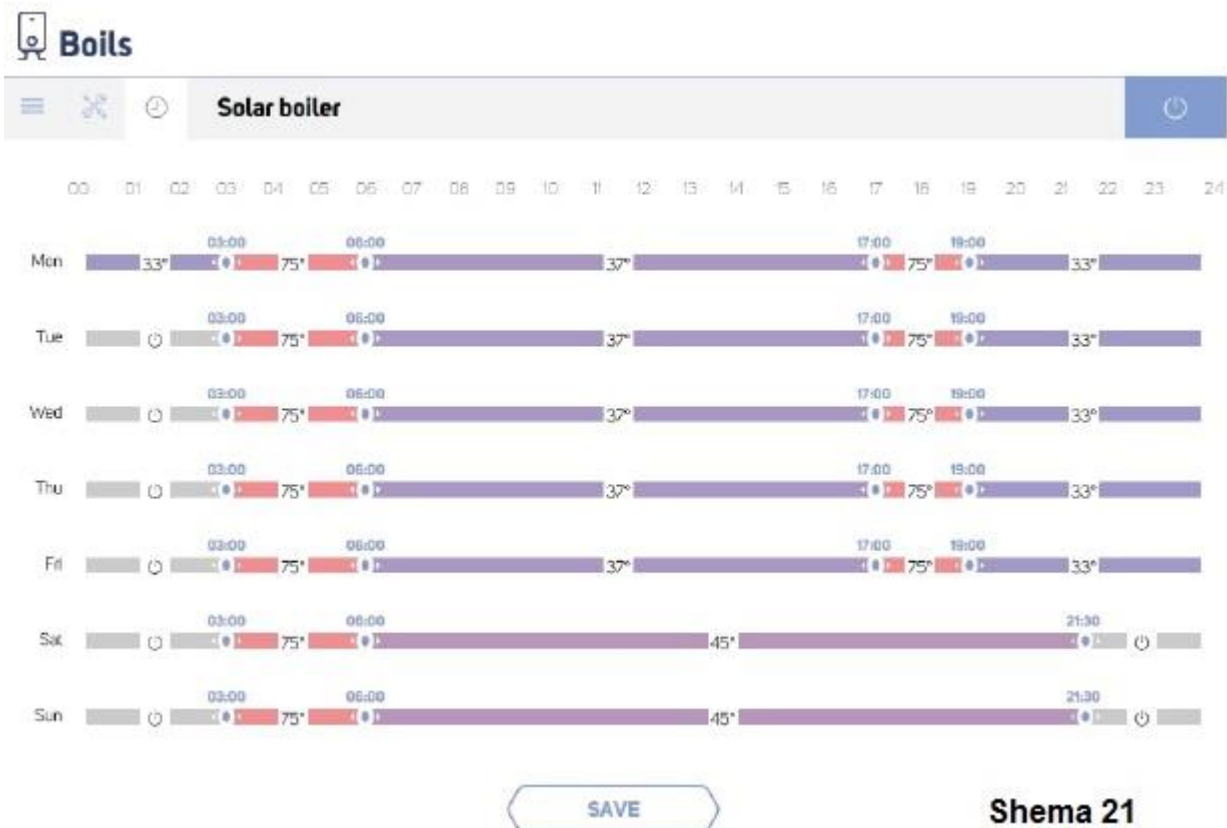 Boils
Solar boiler
00 01 02 03 04 05 06 07 08 09 10 11 12 13 14 15 16 17 18 19 20 21 22 23 24
03:00 06:00 17:00 19:00
Mon 33° 75° 37° 75° 33°
03:00 06:00 17:00 19:00
Tue 75° 37° 75° 33°
03:00 06:00 17:00 19:00
Wed 75° 37° 75° 33°
03:00 06:00 17:00 19:00
Thu 75° 37° 75° 33°
03:00 06:00 17:00 19:00
Fri 75° 37° 75° 33°
03:00 06:00 21:30
Sat 75° 45°
03:00 06:00 21:30
Sun 75° 45°
SAVE
Shema 21